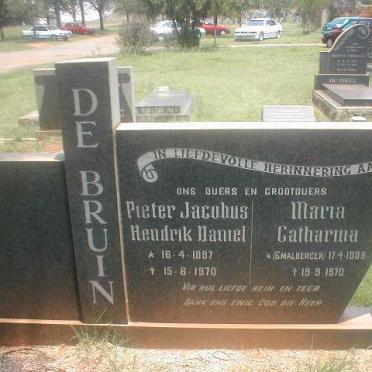 DE BRUIN
IN LIEFDEVOLLE HERINNERING AAN
ONS OUERS EN GROOTOUERS
Pieter Jacobus
Hendrik Daniel
* 16-4-1887
† 15-6-1970
Maria
Catharina
* (SMALBERGER) 17-4-1889
† 19-9-1970
VIR HUL LIEFDE REIN EN TEER
DANK ONS ENIG GOD DIE HEER